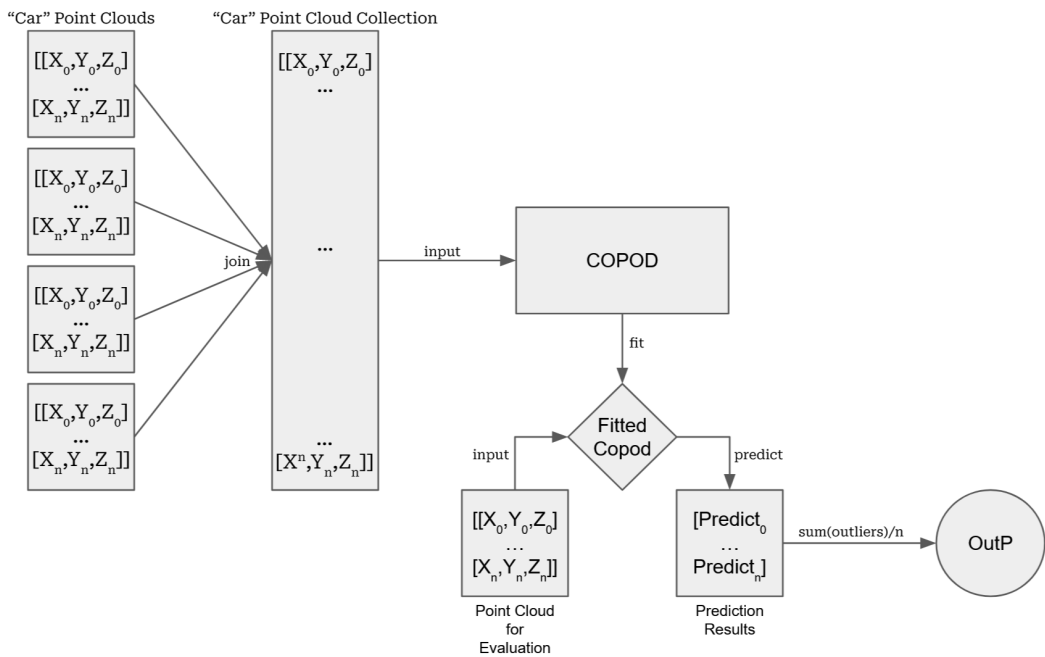 “Car” Point Clouds
“Car” Point Cloud Collection
[[X₀,Y₀,Z₀]
...
[Xₙ,Yₙ,Zₙ]]
[[X₀,Y₀,Z₀]
...
[Xₙ,Yₙ,Zₙ]]
[[X₀,Y₀,Z₀]
...
[Xₙ,Yₙ,Zₙ]]
[[X₀,Y₀,Z₀]
...
[Xₙ,Yₙ,Zₙ]]
join
[[X₀,Y₀,Z₀]
...
...
...
[Xⁿ,Yₙ,Zₙ]]
input
COPOD
fit
Fitted
Copod
input
predict
[[X₀,Y₀,Z₀]
...
[Xₙ,Yₙ,Zₙ]]
Point Cloud
for
Evaluation
[Predict₀
...
Predictₙ]
Prediction
Results
sum(outliers)/n
OutP